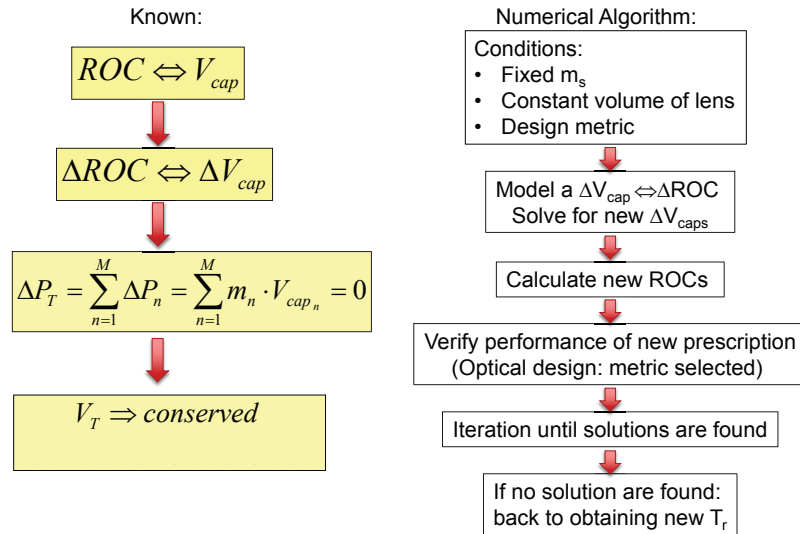 Known:
ROC ⇔ V_cap
ΔROC ⇔ ΔV_cap
ΔP_T = ∑_{n=1}^{M} ΔP_n = ∑_{n=1}^{M} m_n · V_{cap_n} = 0
V_T ⇒ conserved
Numerical Algorithm:
Conditions:
• Fixed m_s
• Constant volume of lens
• Design metric
Model a ΔV_cap ⇔ ΔROC
Solve for new ΔV_caps
Calculate new ROCs
Verify performance of new prescription
(Optical design: metric selected)
Iteration until solutions are found
If no solution are found:
back to obtaining new T_r